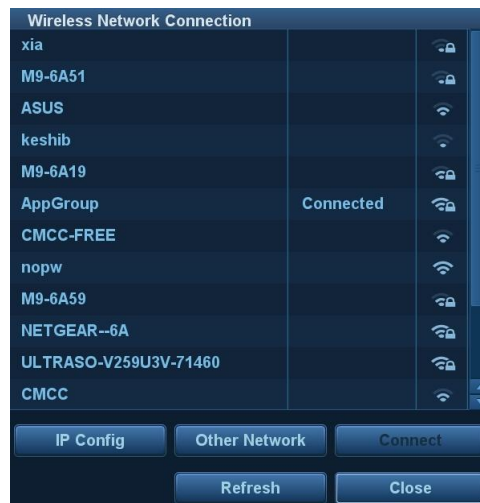 Wireless Network Connection
xia
M9-6A51
ASUS
keshib
M9-6A19
AppGroup Connected
CMCC-FREE
nopw
M9-6A59
NETGEAR--6A
ULTRASO-V259U3V-71460
CMCC
IP Config Other Network Connect
Refresh Close